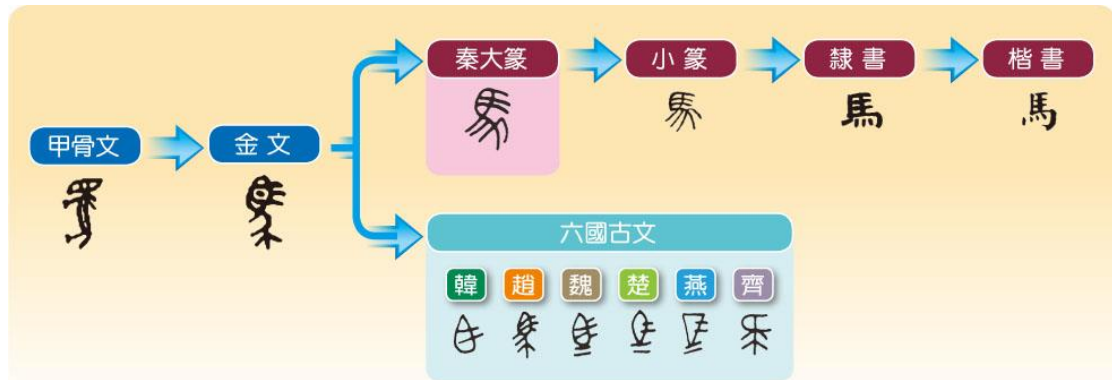 秦大篆 小篆 隸書 楷書
馬 馬
甲骨文 金文
六國古文
韓 趙 魏 楚 燕 齊